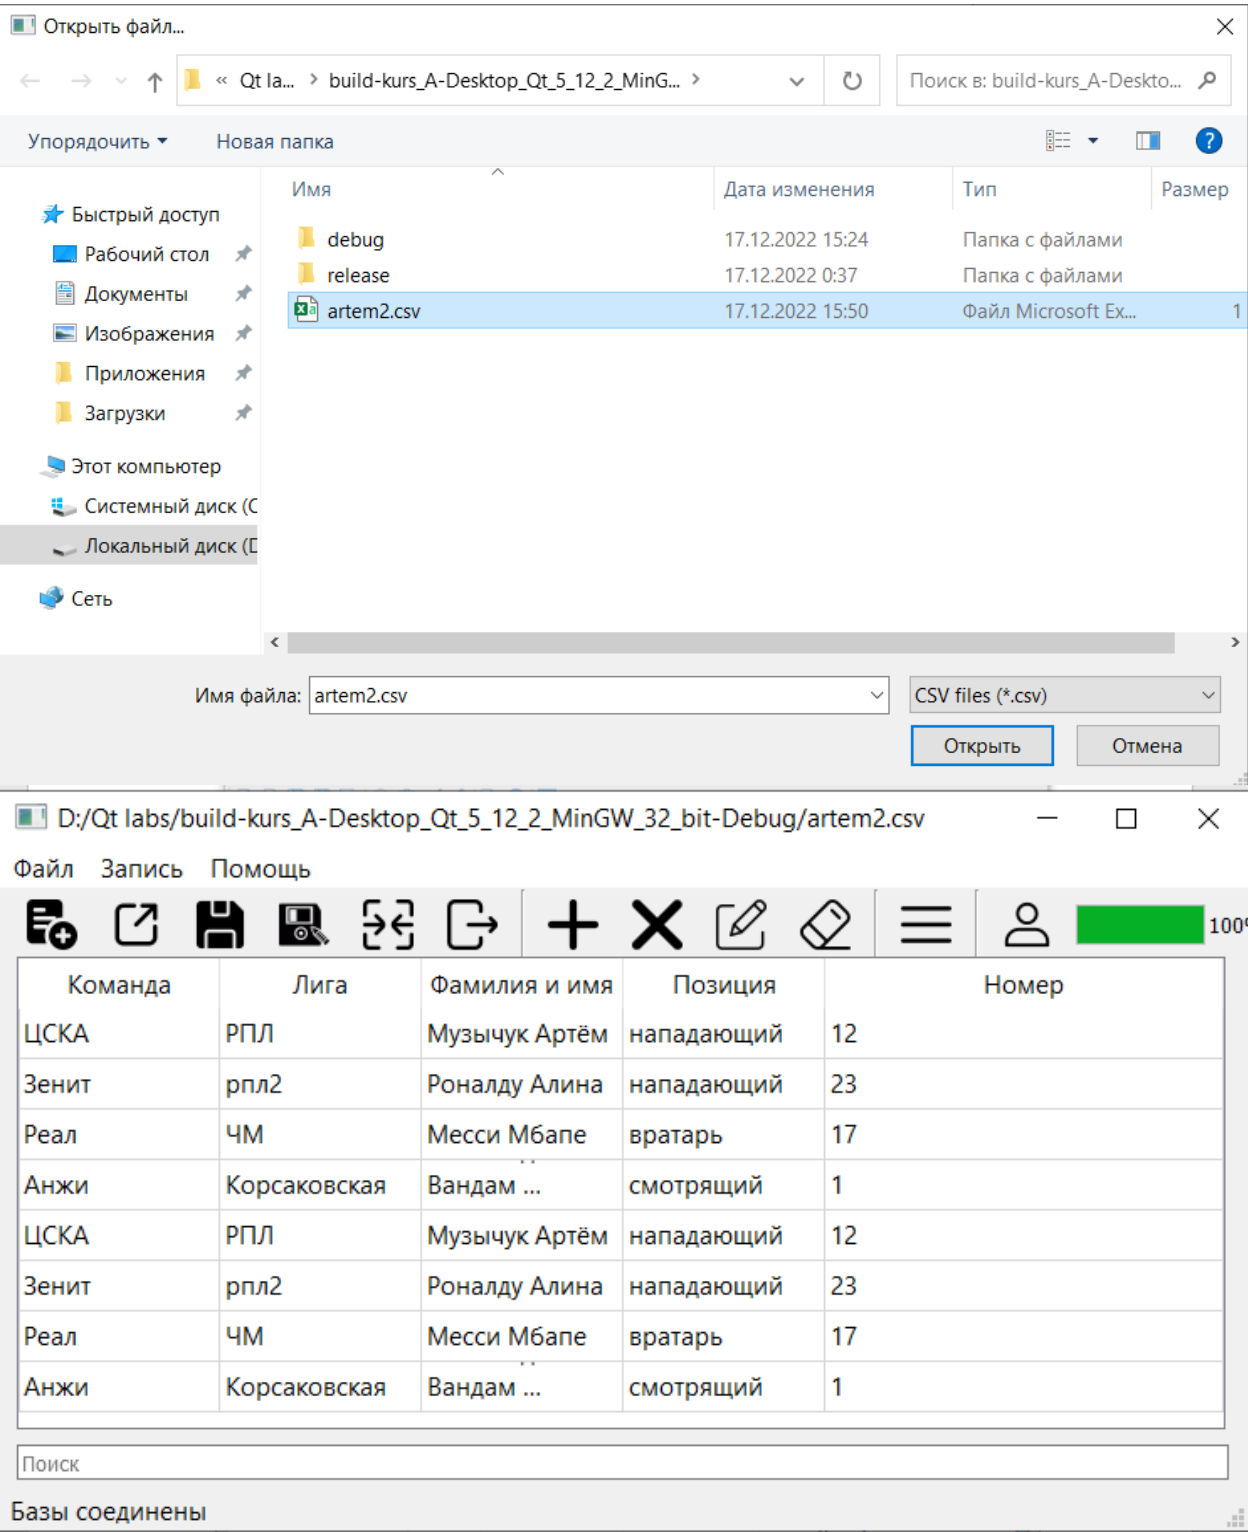 Открыть файл...
« Qt la... > build-kurs_A-Desktop_Qt_5_12_2_MinG... >
Поиск в: build-kurs_A-Deskto...
Упорядочить
Новая папка
Имя
Дата изменения
Тип
Размер
Быстрый доступ
Рабочий стол
Документы
Изображения
Приложения
Загрузки
Этот компьютер
Системный диск (C
Локальный диск (D
Сеть
debug 17.12.2022 15:24 Папка с файлами
release 17.12.2022 0:37 Папка с файлами
artem2.csv 17.12.2022 15:50 Файл Microsoft Ex... 1
Имя файла: artem2.csv
CSV files (*.csv)
Открыть
Отмена
D:/Qt labs/build-kurs_A-Desktop_Qt_5_12_2_MinGW_32_bit-Debug/artem2.csv
Файл Запись Помощь
100%
Команда Лига Фамилия и имя Позиция Номер
ЦСКА РПЛ Музычук Артём нападающий 12
Зенит рпл2 Роналду Алина нападающий 23
Реал ЧМ Месси Мбапе вратарь 17
Анжи Корсаковская Вандам ... смотрящий 1
ЦСКА РПЛ Музычук Артём нападающий 12
Зенит рпл2 Роналду Алина нападающий 23
Реал ЧМ Месси Мбапе вратарь 17
Анжи Корсаковская Вандам ... смотрящий 1
Поиск
Базы соединены